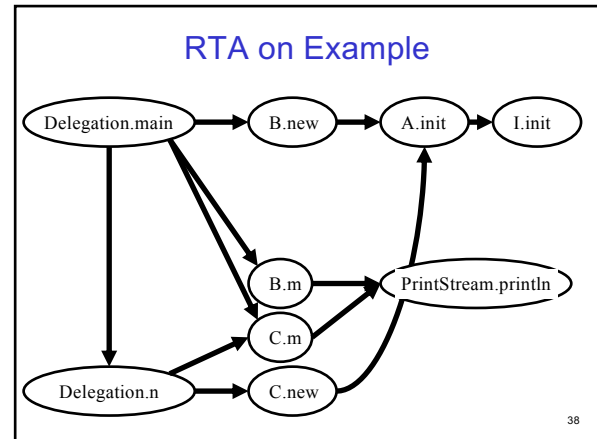 RTA on Example
Delegation.main
B.new
A.init
I.init
B.m
PrintStream.println
C.m
Delegation.n
C.new
38